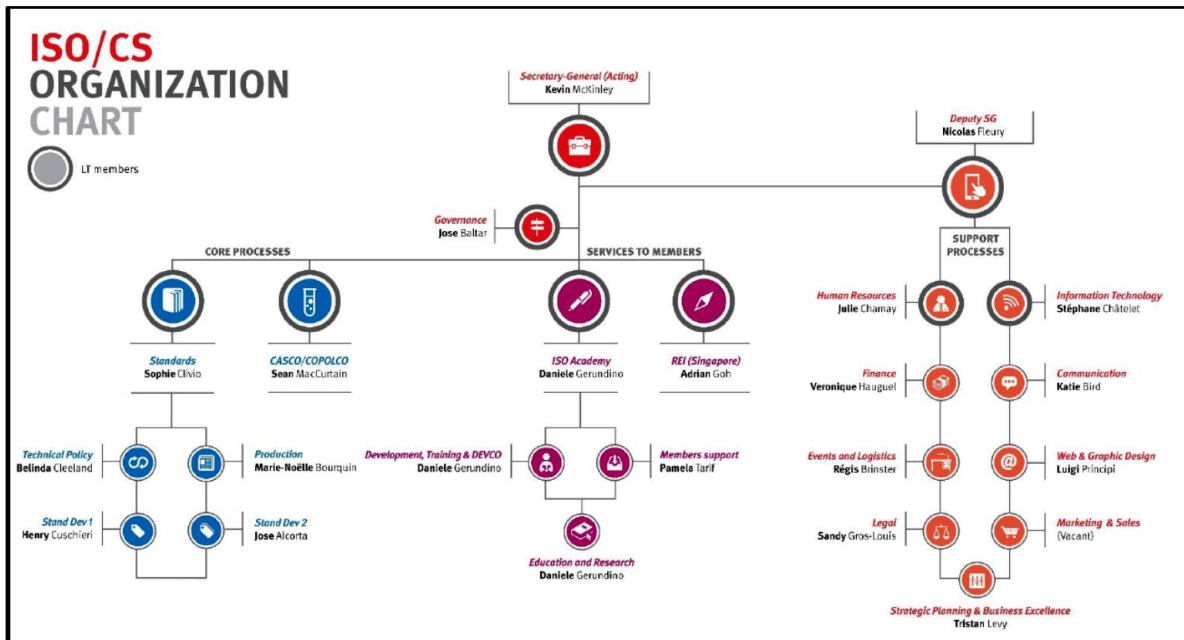 ISO/CS
ORGANIZATION
CHART
LT members
Secretary-General (Acting)
Kevin McKinley
Deputy SG
Nicolas Fleury
Governance
Jose Baltar
CORE PROCESSES
SERVICES TO MEMBERS
SUPPORT
PROCESSES
Standards
Sophie Clivio
CASCO/COPOLCO
Sean MacCurtain
ISO Academy
Daniele Gerundino
REI (Singapore)
Adrian Goh
Human Resources
Julie Chamay
Information Technology
Stéphane Châtelet
Finance
Veronique Hauguel
Communication
Katie Bird
Technical Policy
Belinda Cleeland
Production
Marie-Noëlle Bourquin
Development, Training & DEVCO
Daniele Gerundino
Members support
Pamela Tarif
Events and Logistics
Régis Brinster
Web & Graphic Design
Luigi Principi
Stand Dev 1
Henry Cuschieri
Stand Dev 2
Jose Alcorta
Education and Research
Daniele Gerundino
Legal
Sandy Gros-Louis
Marketing & Sales
(Vacant)
Strategic Planning & Business Excellence
Tristan Levy